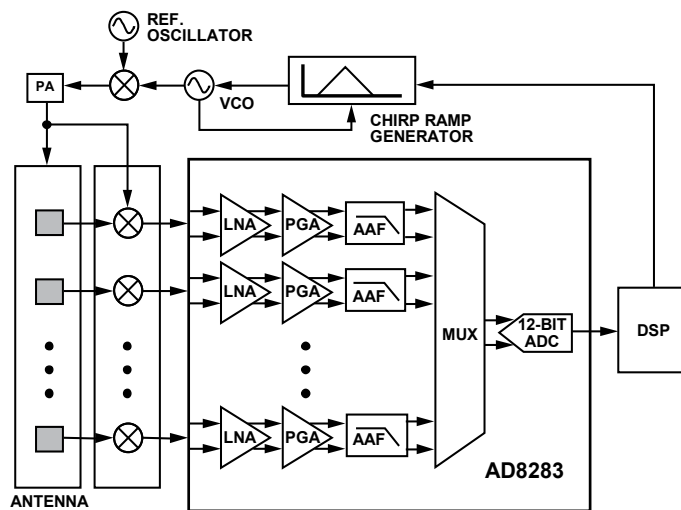 REF.
OSCILLATOR
PA
VCO
CHIRP RAMP
GENERATOR
LNA
PGA
AAF
LNA
PGA
AAF
MUX
12-BIT
ADC
DSP
LNA
PGA
AAF
AD8283
ANTENNA